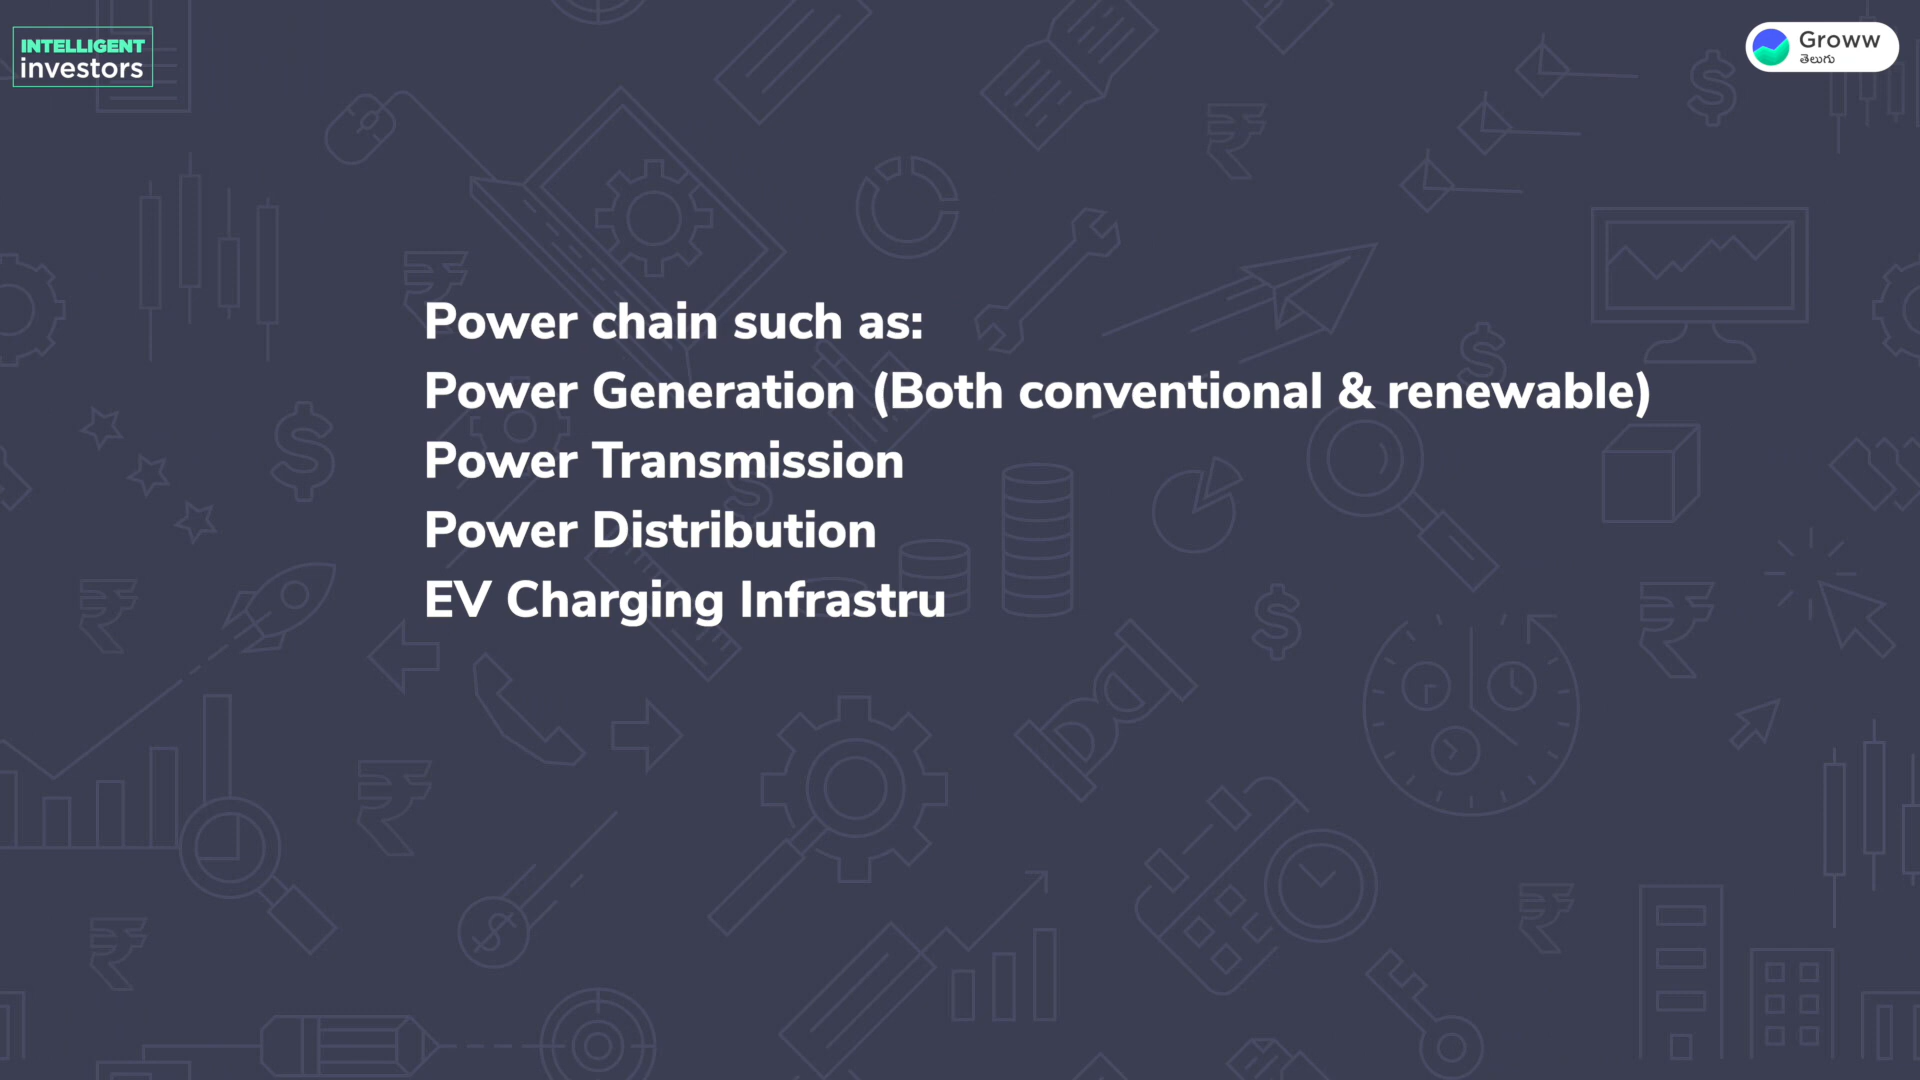 INTELLIGENT
investors
Groww
తెలుగు
Power chain such as:
Power Generation (Both conventional & renewable)
Power Transmission
Power Distribution
EV Charging Infrastru